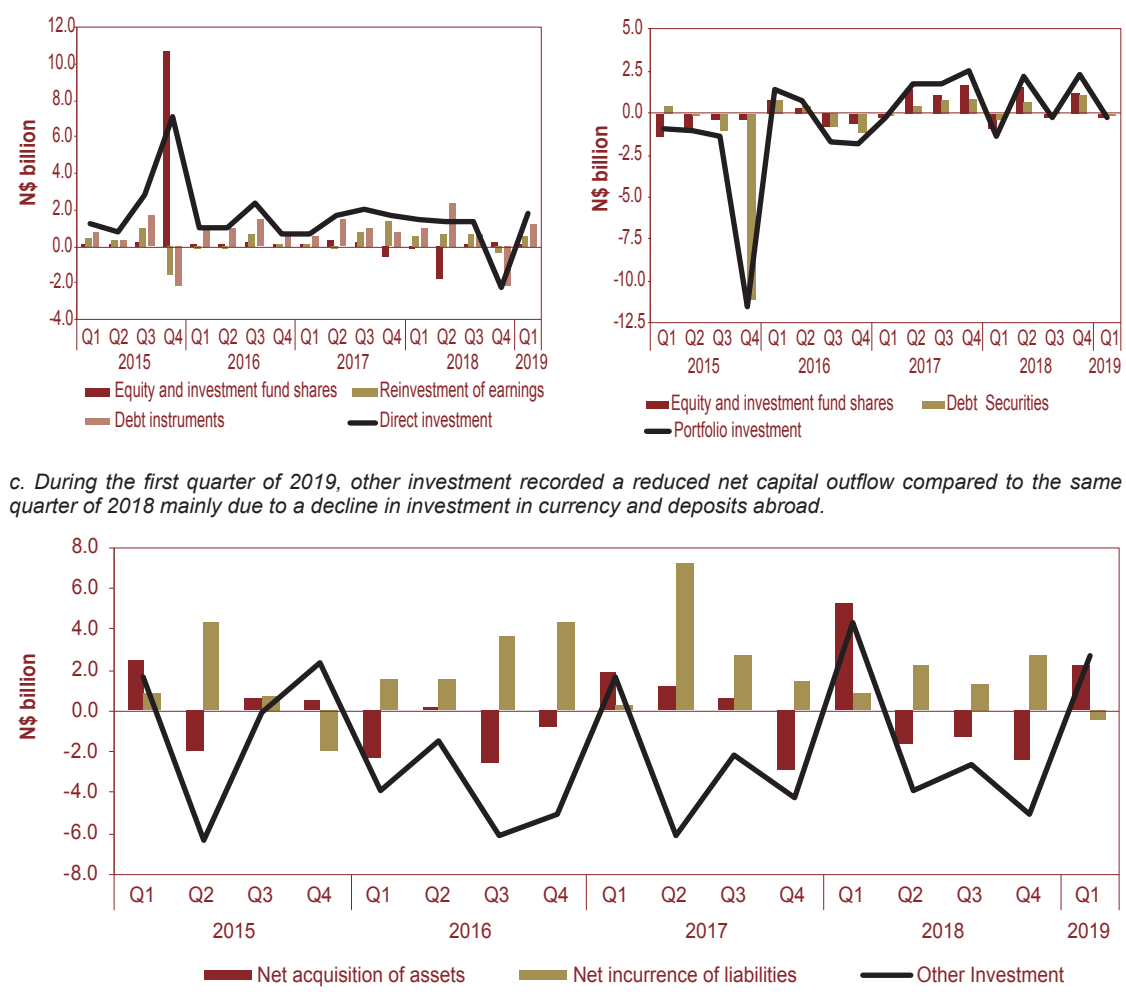 12.0
10.0
8.0
6.0
4.0
2.0
0.0
-2.0
-4.0
N$ billion
Q1 Q2 Q3 Q4 Q1 Q2 Q3 Q4 Q1 Q2 Q3 Q4 Q1 Q2 Q3 Q4 Q1
2015 2016 2017 2018 2019
Equity and investment fund shares Reinvestment of earnings
Debt instruments Direct investment
5.0
2.5
0.0
-2.5
-5.0
-7.5
-10.0
-12.5
N$ billion
Q1 Q2 Q3 Q4 Q1 Q2 Q3 Q4 Q1 Q2 Q3 Q4 Q1 Q2 Q3 Q4 Q1
2015 2016 2017 2018 2019
Equity and investment fund shares Debt Securities
Portfolio investment
c. During the first quarter of 2019, other investment recorded a reduced net capital outflow compared to the same
quarter of 2018 mainly due to a decline in investment in currency and deposits abroad.
8.0
6.0
4.0
2.0
0.0
-2.0
-4.0
-6.0
-8.0
N$ billion
Q1 Q2 Q3 Q4 Q1 Q2 Q3 Q4 Q1 Q2 Q3 Q4 Q1 Q2 Q3 Q4 Q1
2015 2016 2017 2018 2019
Net acquisition of assets Net incurrence of liabilities Other Investment